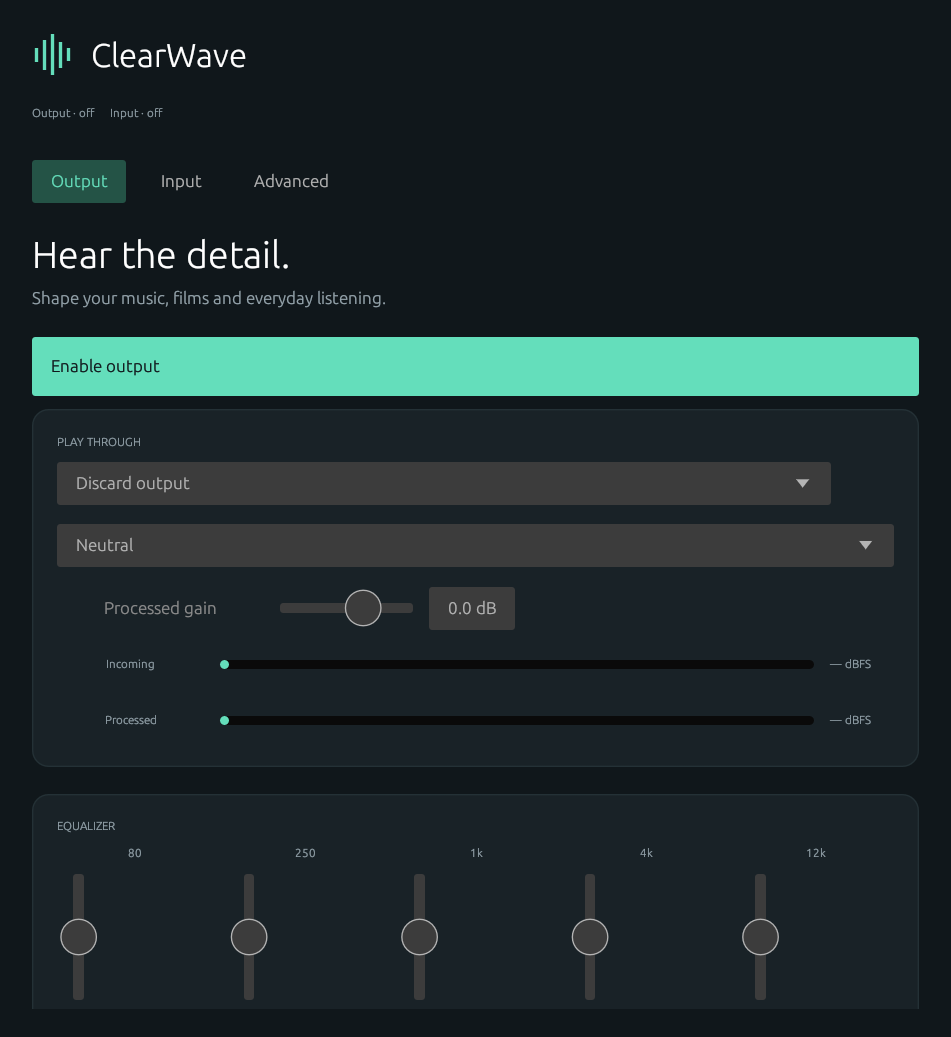 ClearWave
Output · off Input · off
Output Input Advanced
Hear the detail.
Shape your music, films and everyday listening.
Enable output
PLAY THROUGH
Discard output
Neutral
Processed gain 0.0 dB
Incoming — dBFS
Processed — dBFS
EQUALIZER
80 250 1k 4k 12k